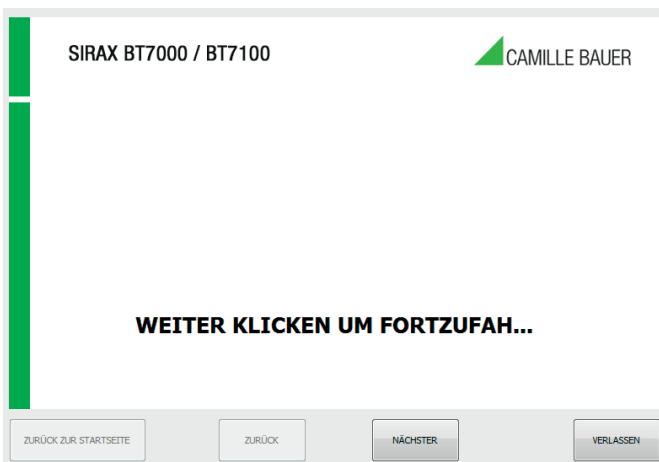 SIRAX BT7000 / BT7100
CAMILLE BAUER
WEITER KLICKEN UM FORTZUFAH...
ZURÜCK ZUR STARTSEITE
ZURÜCK
NÄCHSTER
VERLASSEN